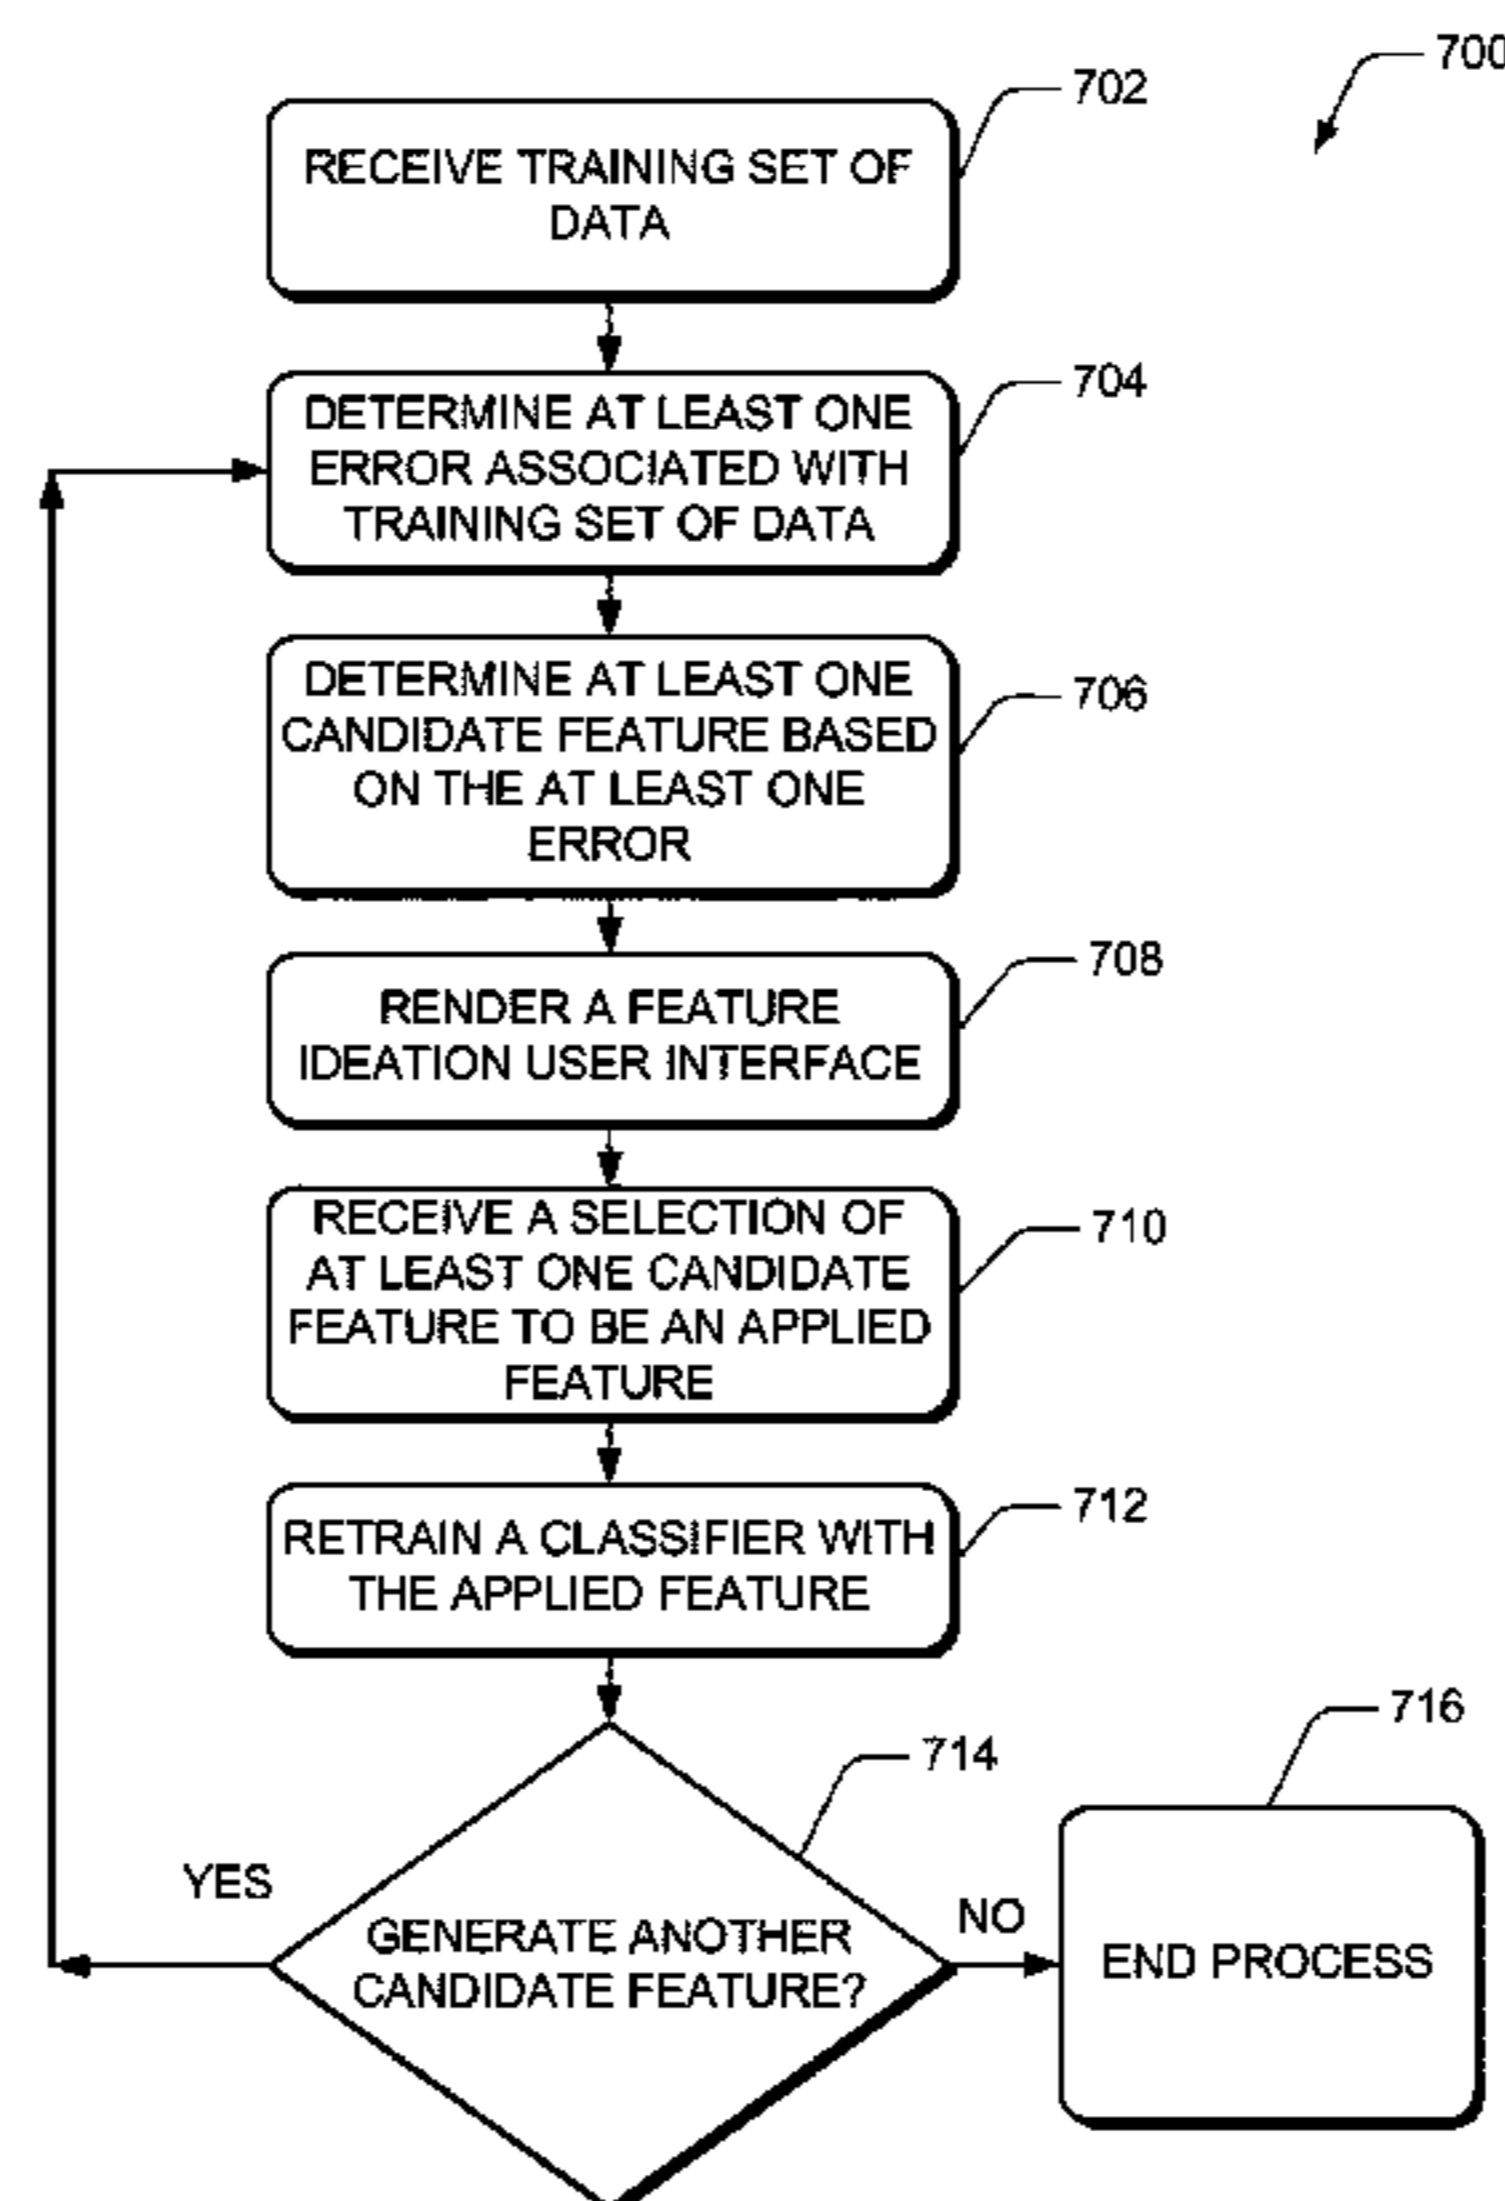 700
702
RECEIVE TRAINING SET OF
DATA
704
DETERMINE AT LEAST ONE
ERROR ASSOCIATED WITH
TRAINING SET OF DATA
706
DETERMINE AT LEAST ONE
CANDIDATE FEATURE BASED
ON THE AT LEAST ONE
ERROR
708
RENDER A FEATURE
IDEATION USER INTERFACE
710
RECEIVE A SELECTION OF
AT LEAST ONE CANDIDATE
FEATURE TO BE AN APPLIED
FEATURE
712
RETRAIN A CLASSIFIER WITH
THE APPLIED FEATURE
714
716
YES
GENERATE ANOTHER
CANDIDATE FEATURE?
NO
END PROCESS